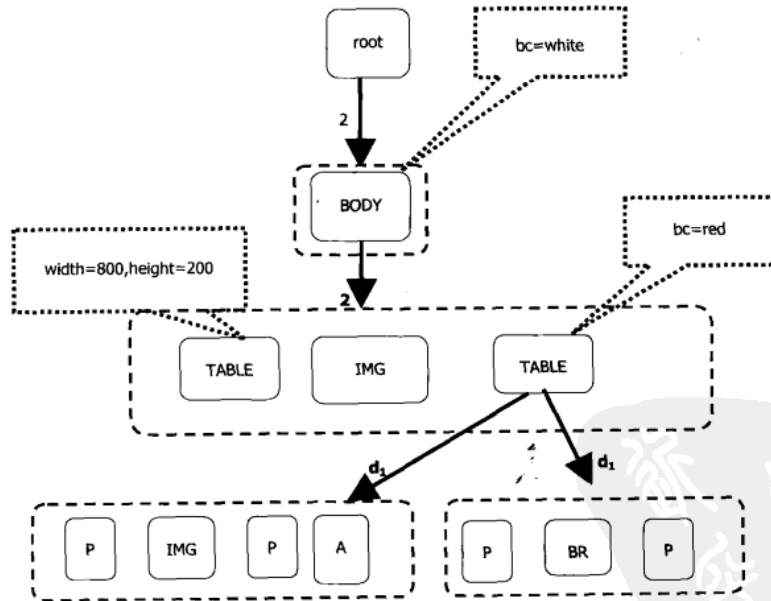 root
bc=white
2
BODY
bc=red
width=800,height=200
2
TABLE
IMG
TABLE
d₁
d₁
P
IMG
P
A
P
BR
P